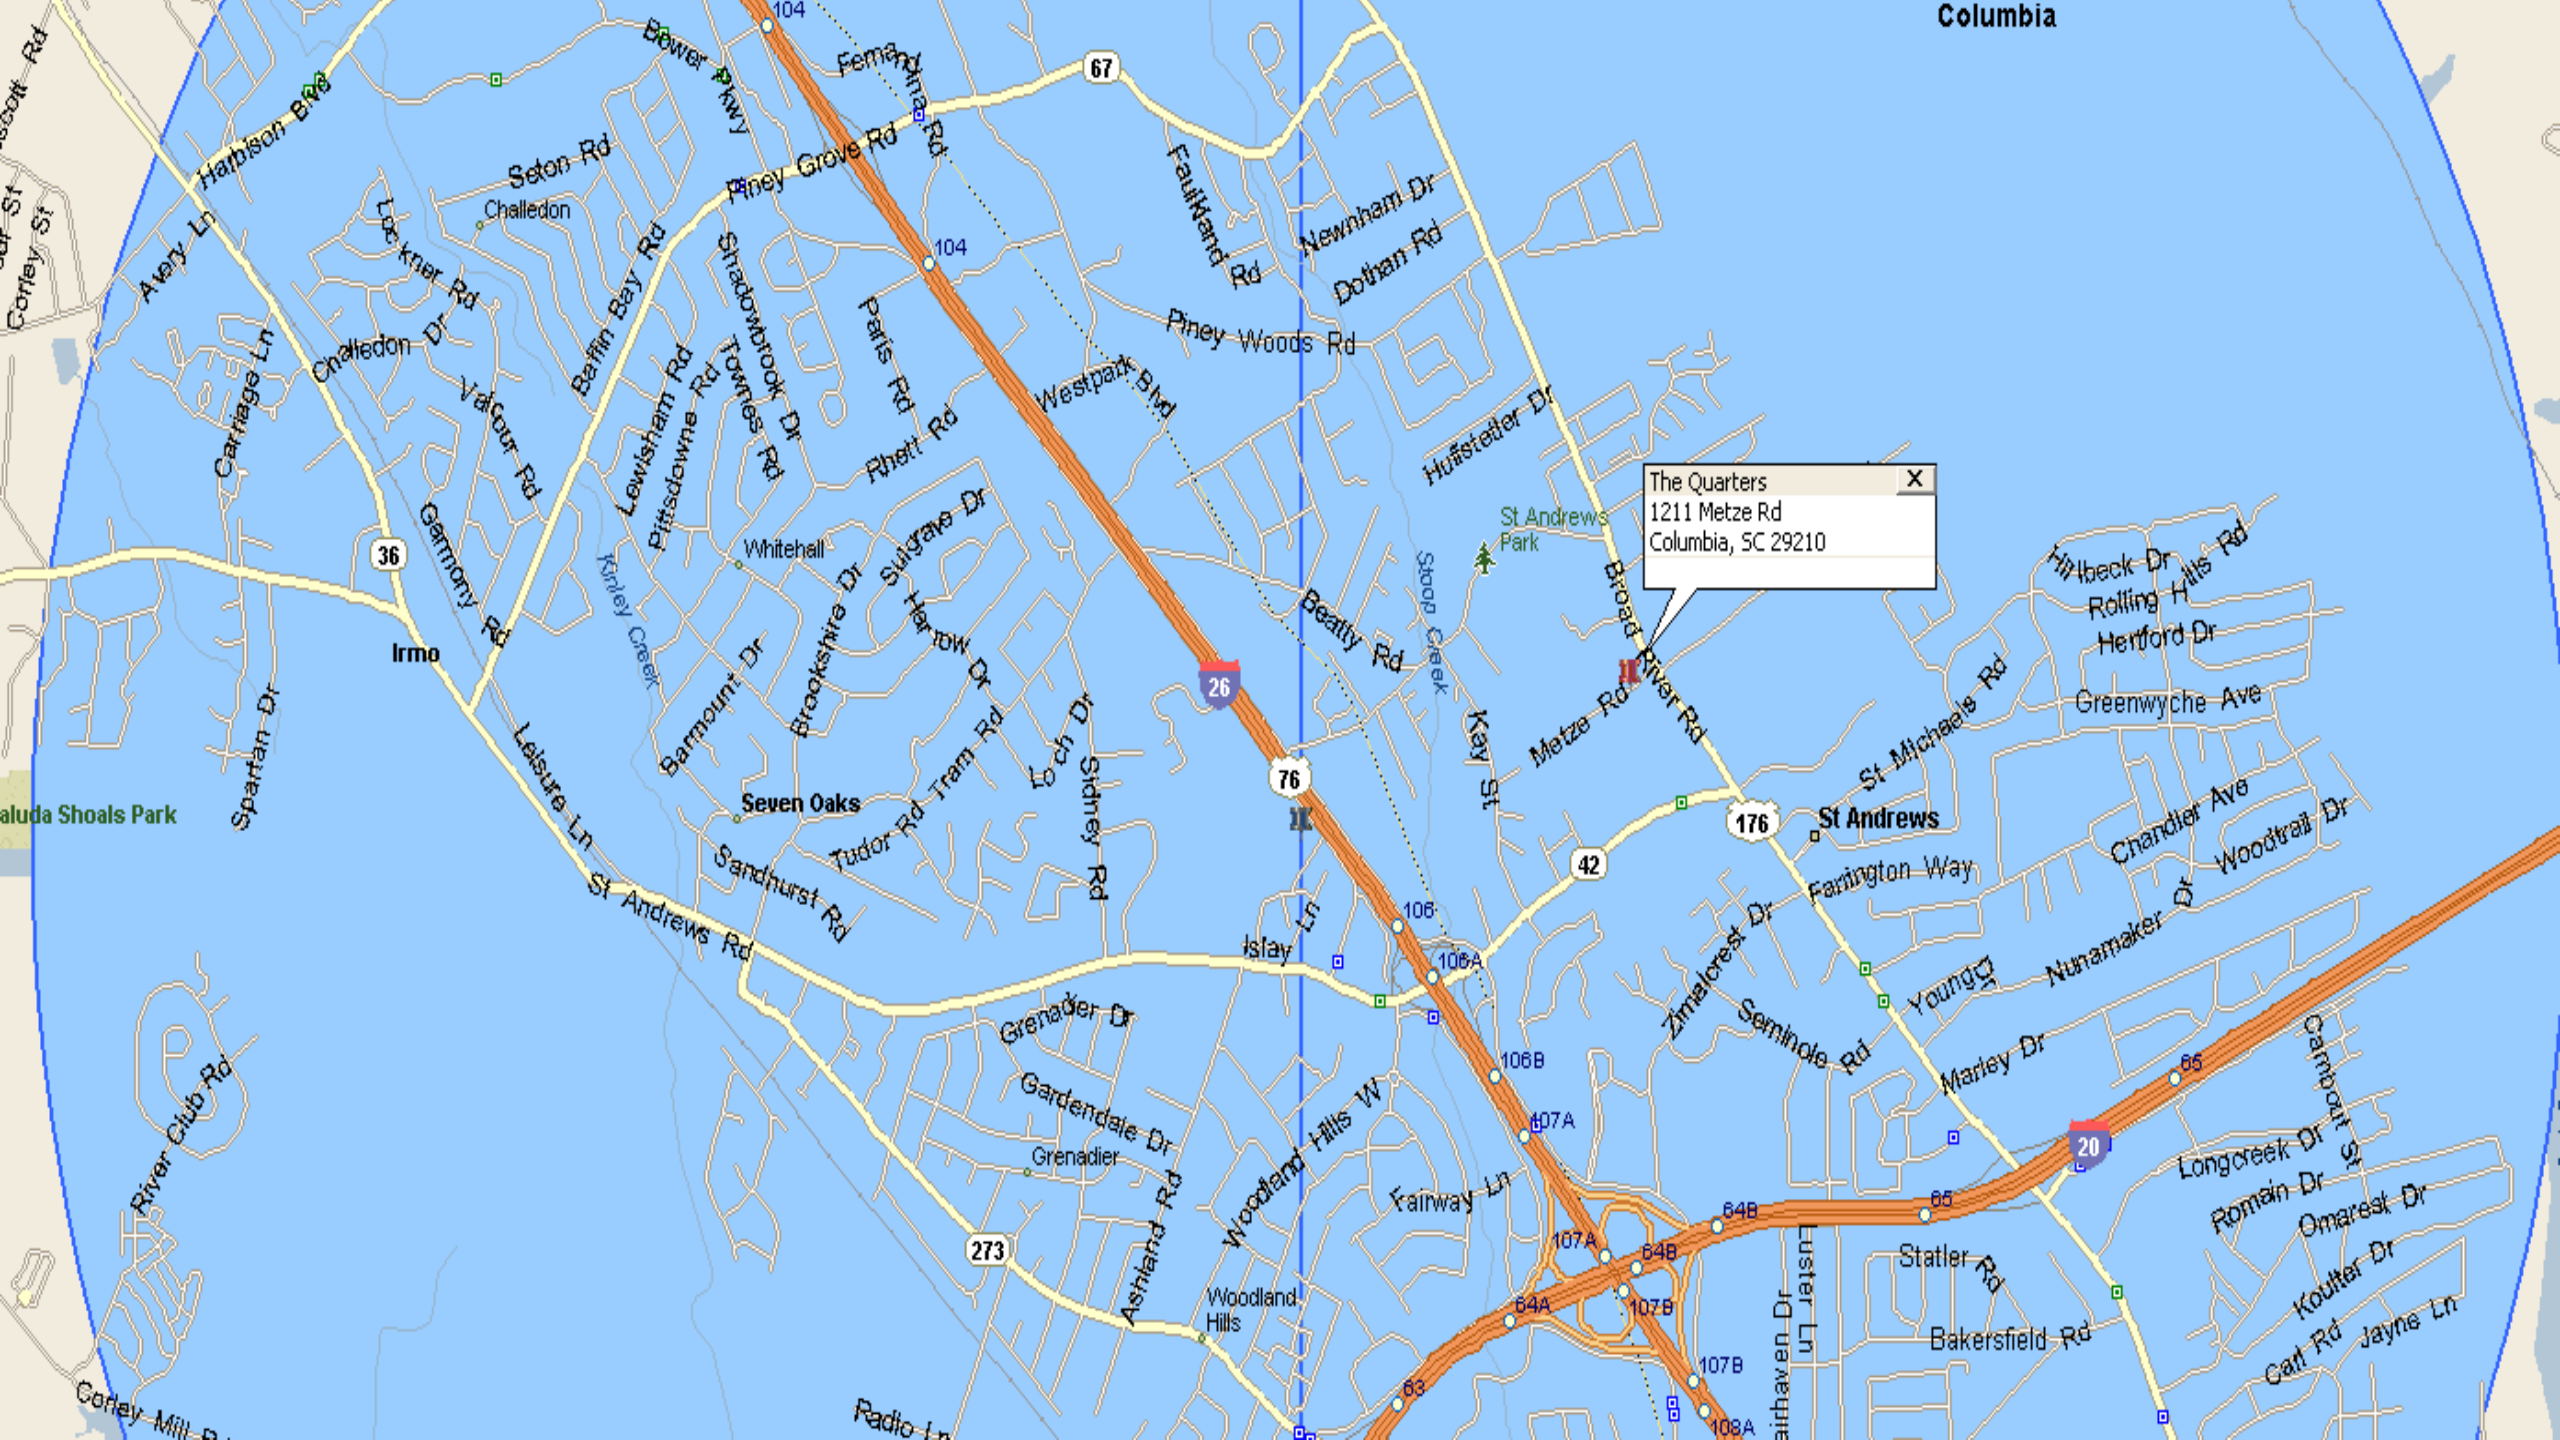 Columbia
104
Bower Pkwy
67
Harbison Blvd
Piney Grove Rd
Seton Rd
Challedon
Faulkland Rd
Newnham Dr
Dothan Rd
Corley St
Avery Ln
Lockner Rd
104
Baffin Bay Rd
Shadowbrook Dr
Paris Rd
Piney Woods Rd
Challedon Dr
Carriage Ln
Lewisham Rd
Pittsdowne Rd
Townes Rd
Westpark Blvd
Valcour Rd
Rhett Rd
Huffstetler Dr
The Quarters
1211 Metze Rd
Columbia, SC 29210
St Andrews
Park
Garmony Rd
36
Whitehall
Sulgrave Dr
Kinley Creek
Stoop Creek
Beatty Rd
Broad River Rd
Hillbeck Dr
Rolling Hills Rd
Hertford Dr
Irmo
Harrow Dr
Brookshire Dr
Barmount Dr
26
Metze Rd
Kay St
St Michaels Rd
Greenwyche Ave
Spartan Dr
Leisure Ln
Loch Dr
Tram Rd
Sidney Rd
76
aluda Shoals Park
Seven Oaks
Tudor Rd
176
St Andrews
Chandler Ave
Woodtrail Dr
42
Sandhurst Rd
St Andrews Rd
Farrington Way
Zimalcrest Dr
106
Islay Ln
106A
Nunamaker Dr
Young Dr
Seminole Rd
Grenadier Dr
Marley Dr
106B
65
Cambout St
River Club Rd
Gardendale Dr
107A
20
Grenadier
Woodland Hills W
Fairway Ln
Longcreek Dr
Romain Dr
Omarest Dr
Ashland Rd
64B
65
107A
64B
273
Statler Rd
Luster Ln
Koulter Dr
Woodland
Hills
64A
107B
airhaven Dr
Bakersfield Rd
Carl Rd
Jayne Ln
107B
63
Corley Mill
Radio Ln
108A